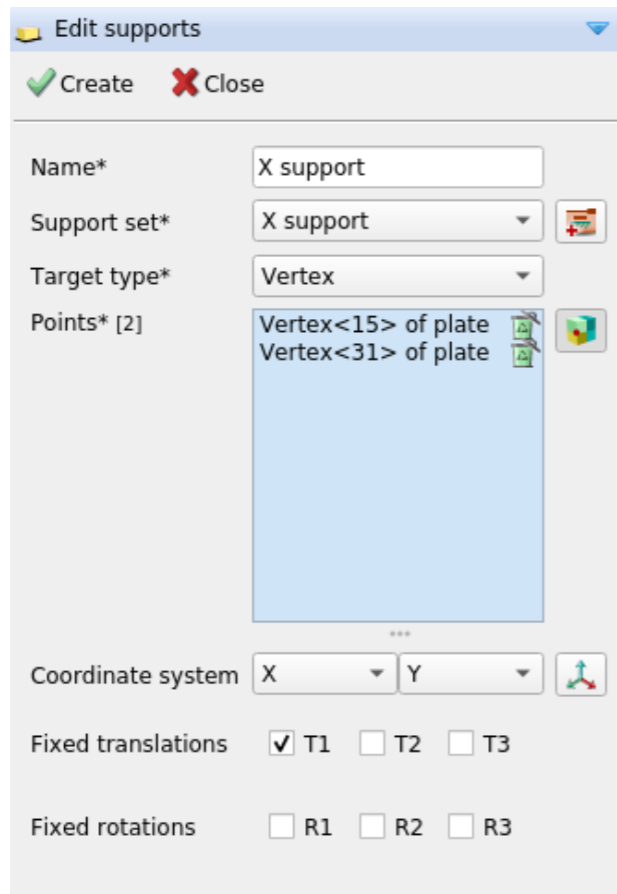 Edit supports
Create Close
Name* X support
Support set* X support
Target type* Vertex
Points* [2] Vertex<15> of plate
Vertex<31> of plate
Coordinate system X Y
Fixed translations T1 T2 T3
Fixed rotations R1 R2 R3